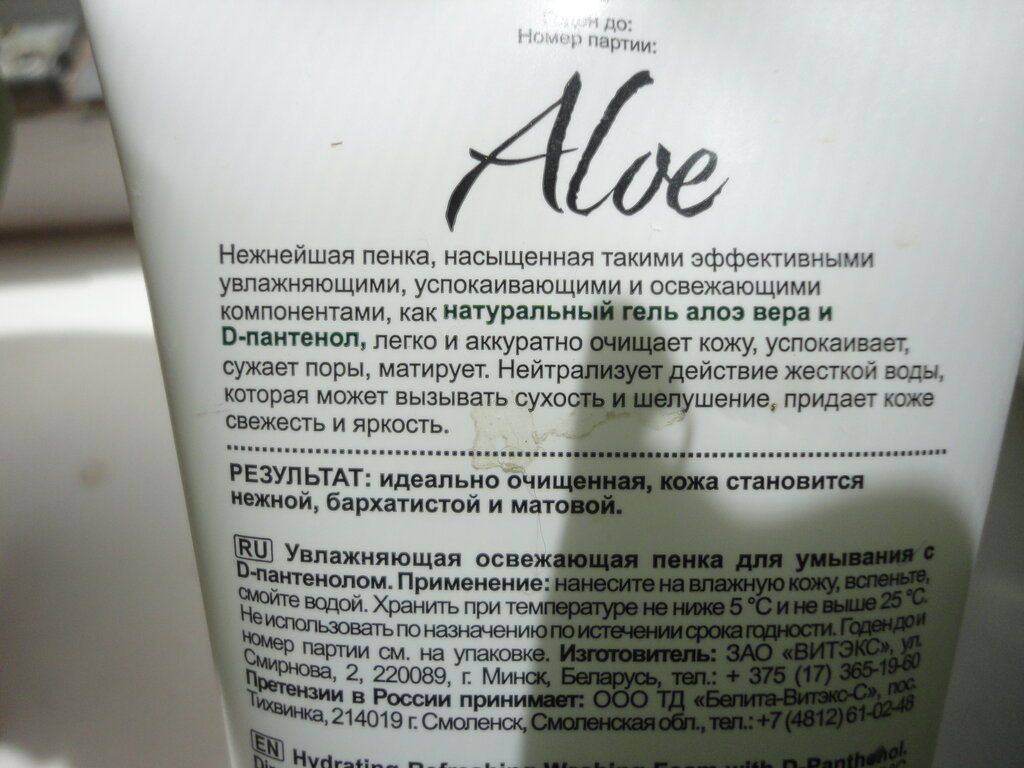 Годен до:
Номер партии:
Aloe
Нежнейшая пенка, насыщенная такими эффективными
увлажняющими, успокаивающими и освежающими
компонентами, как натуральный гель алоэ вера и
D-пантенол, легко и аккуратно очищает кожу, успокаивает,
сужает поры, матирует. Нейтрализует действие жесткой воды,
которая может вызывать сухость и шелушение, придает коже
свежесть и яркость.
РЕЗУЛЬТАТ: идеально очищенная, кожа становится
нежной, бархатистой и матовой.
RU Увлажняющая освежающая пенка для умывания с
D-пантенолом. Применение: нанесите на влажную кожу, вспеньте,
смойте водой. Хранить при температуре не ниже 5 °C и не выше 25 °C.
Не использовать по назначению по истечении срока годности. Годен до и
номер партии см. на упаковке. Изготовитель: ЗАО «ВИТЭКС», ул.
Смирнова, 2, 220089, г. Минск, Беларусь, тел.: + 375 (17) 365-19-60
Претензии в России принимает: ООО ТД «Белита-Витэкс-С», пос.
Тихвинка, 214019 г. Смоленск, Смоленская обл., тел.: +7 (4812) 61-02-48
EN Hydrating Refreshing Washing Foam with D-Panthenol.